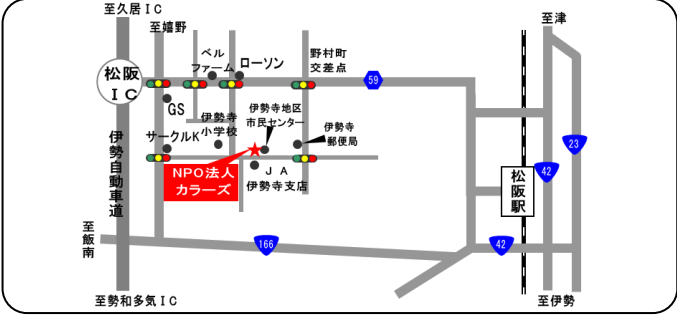 至久居ＩＣ
至嬉野
至津
ベル
ファーム
ローソン
野村町
交差点
松阪
ＩＣ
59
GS
伊勢寺
小学校
伊勢寺地区
市民センター
伊勢寺
郵便局
サークルK
伊勢自動車道
NPO法人
カラーズ
ＪＡ
伊勢寺支店
23
42
松阪駅
至飯南
166
42
至勢和多気ＩＣ
至伊勢